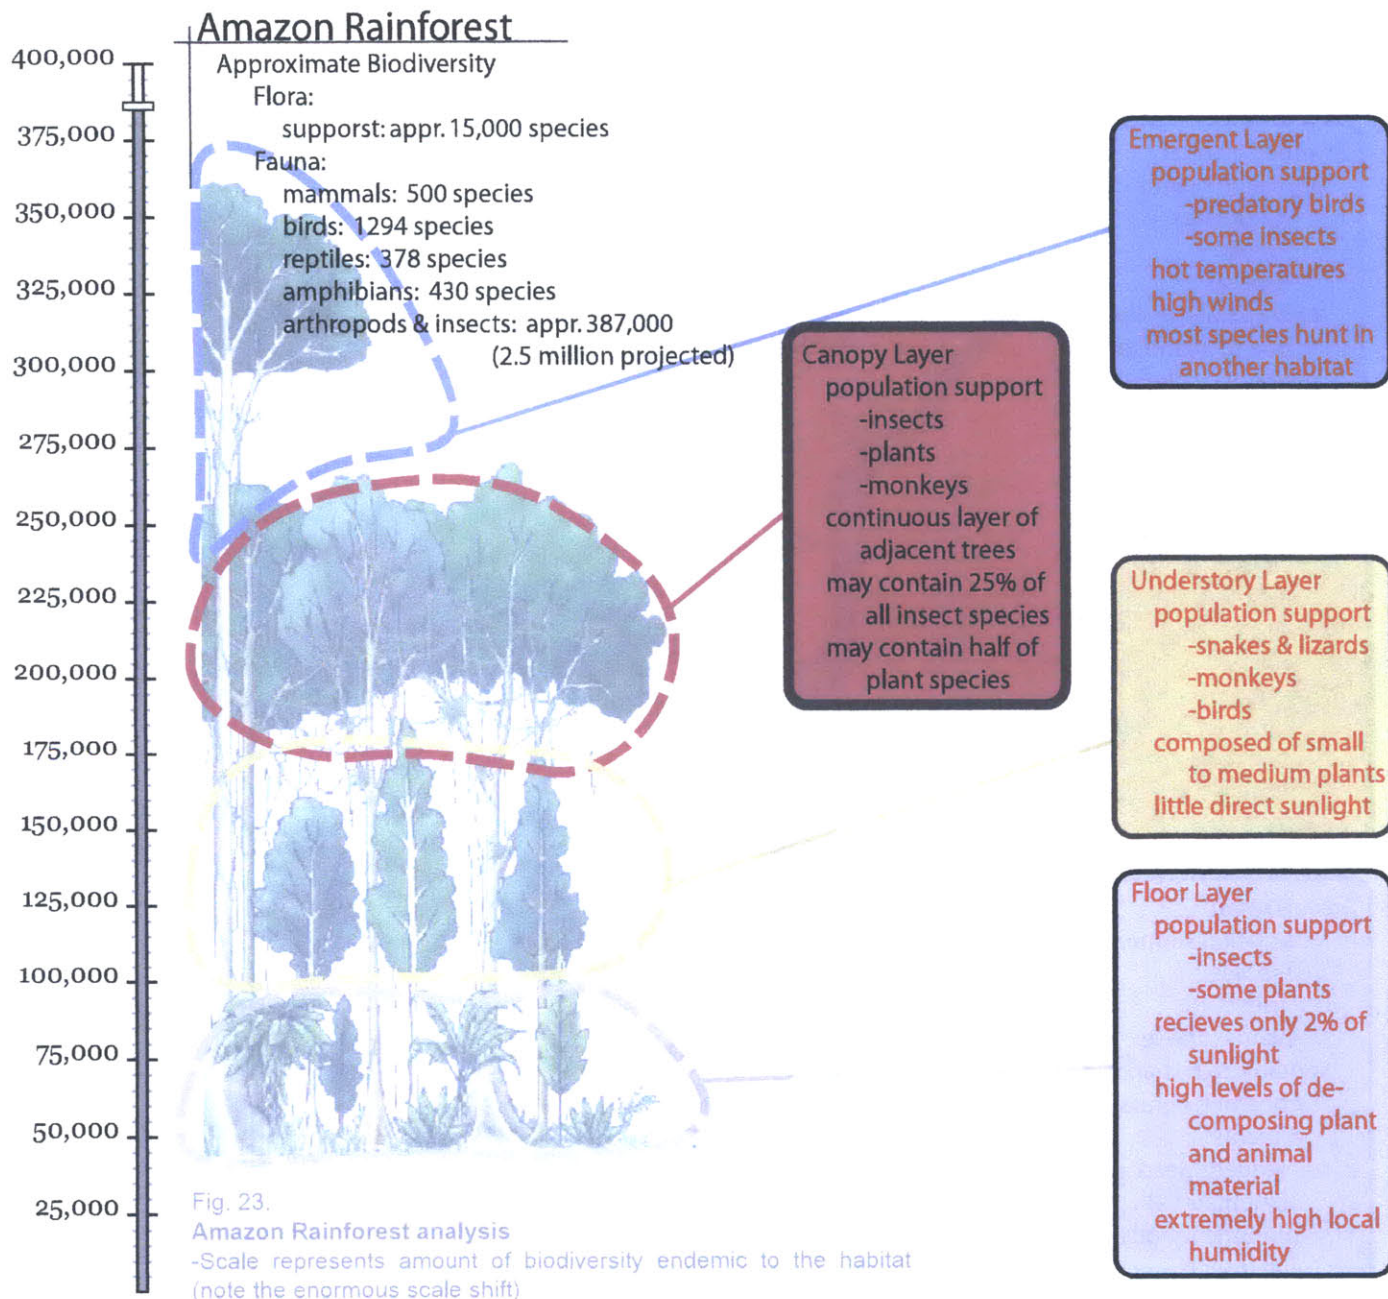 Amazon Rainforest
Approximate Biodiversity
Flora:
supporst: appr. 15,000 species
Fauna:
mammals: 500 species
birds: 1294 species
reptiles: 378 species
amphibians: 430 species
arthropods & insects: appr. 387,000
(2.5 million projected)
400,000
375,000
350,000
325,000
300,000
275,000
250,000
225,000
200,000
175,000
150,000
125,000
100,000
75,000
50,000
25,000
Emergent Layer
population support
-predatory birds
-some insects
hot temperatures
high winds
most species hunt in
another habitat
Canopy Layer
population support
-insects
-plants
-monkeys
continuous layer of
adjacent trees
may contain 25% of
all insect species
may contain half of
plant species
Understory Layer
population support
-snakes & lizards
-monkeys
-birds
composed of small
to medium plants
little direct sunlight
Floor Layer
population support
-insects
-some plants
recieves only 2% of
sunlight
high levels of de-
composing plant
and animal
material
extremely high local
humidity
Fig. 23.
Amazon Rainforest analysis
-Scale represents amount of biodiversity endemic to the habitat
(note the enormous scale shift)